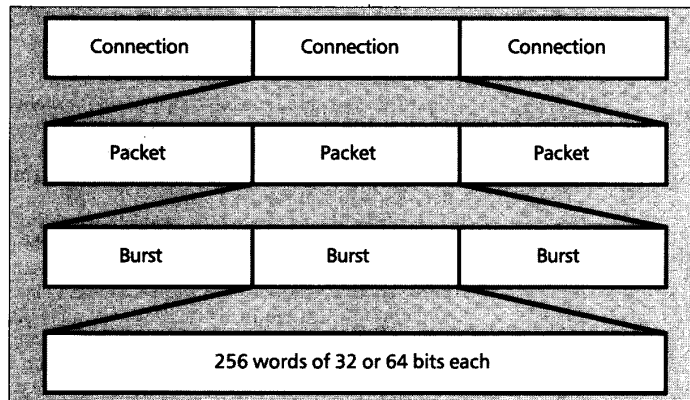 Connection Connection Connection
Packet Packet Packet
Burst Burst Burst
256 words of 32 or 64 bits each